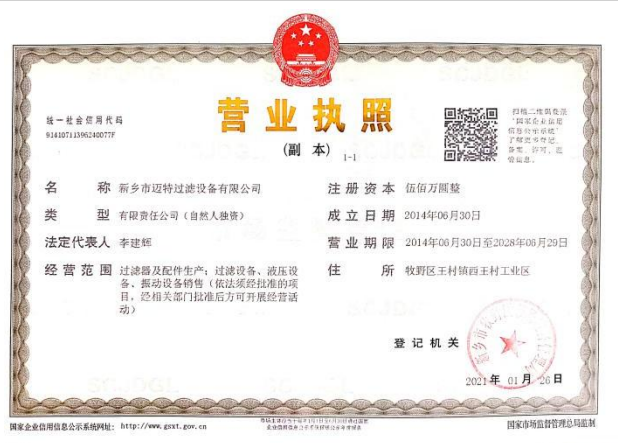 营业执照
(副 本) 1-1
统一社会信用代码
91410711396240077F
扫描二维码登录
“国家企业信用
信息公示系统”
了解更多登记、
备案、许可、监
管信息。
名 称 新乡市迈特过滤设备有限公司
类 型 有限责任公司（自然人独资）
法定代表人 李建辉
经营范围 过滤器及配件生产；过滤设备、液压设
备、振动设备销售（依法须经批准的项
目，经相关部门批准后方可开展经营活
动）
注册资本 伍佰万圆整
成立日期 2014年06月30日
营业期限 2014年06月30日至2028年06月29日
住 所 牧野区王村镇西王村工业区
登记机关
2021 年 01 月 26 日
国家企业信用信息公示系统网址：http://www.gsxt.gov.cn
国家市场监督管理总局监制